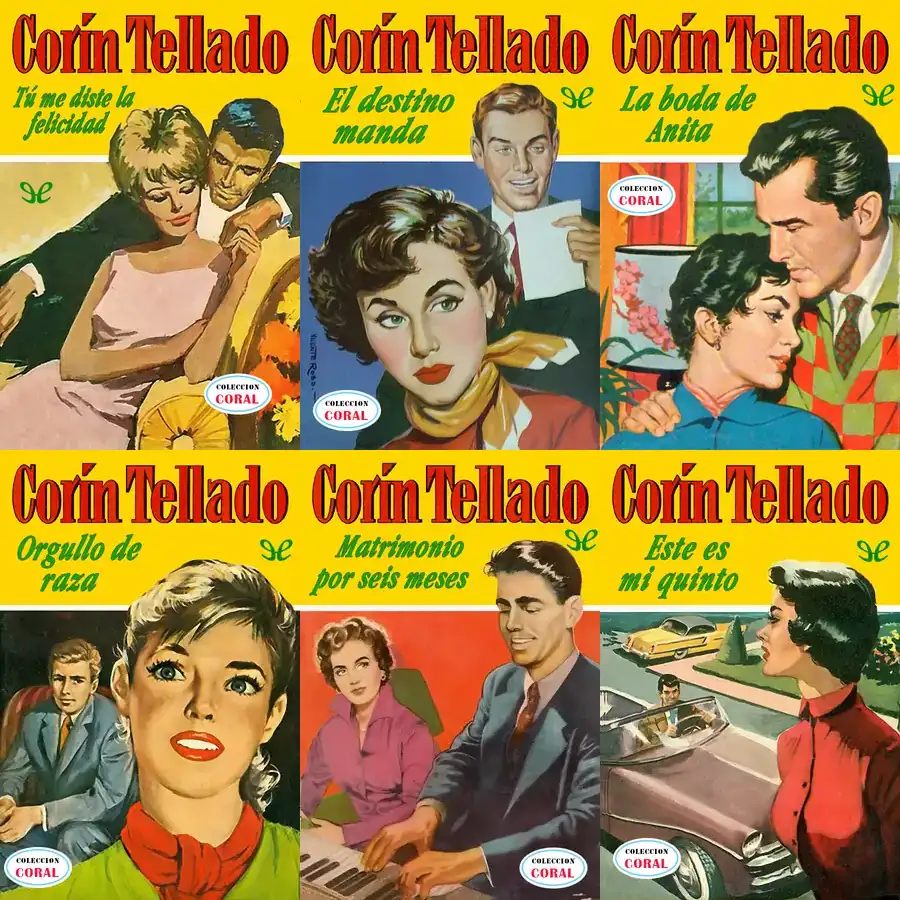 Corín Tellado
Tú me diste la
felicidad
COLECCION
CORAL
Corín Tellado
El destino
manda
VICENTE ROSO
COLECCION
CORAL
Corín Tellado
La boda de
Anita
COLECCION
CORAL
Corín Tellado
Orgullo de
raza
COLECCION
CORAL
Corín Tellado
Matrimonio
por seis meses
COLECCION
CORAL
Corín Tellado
Este es
mi quinto
COLECCION
CORAL